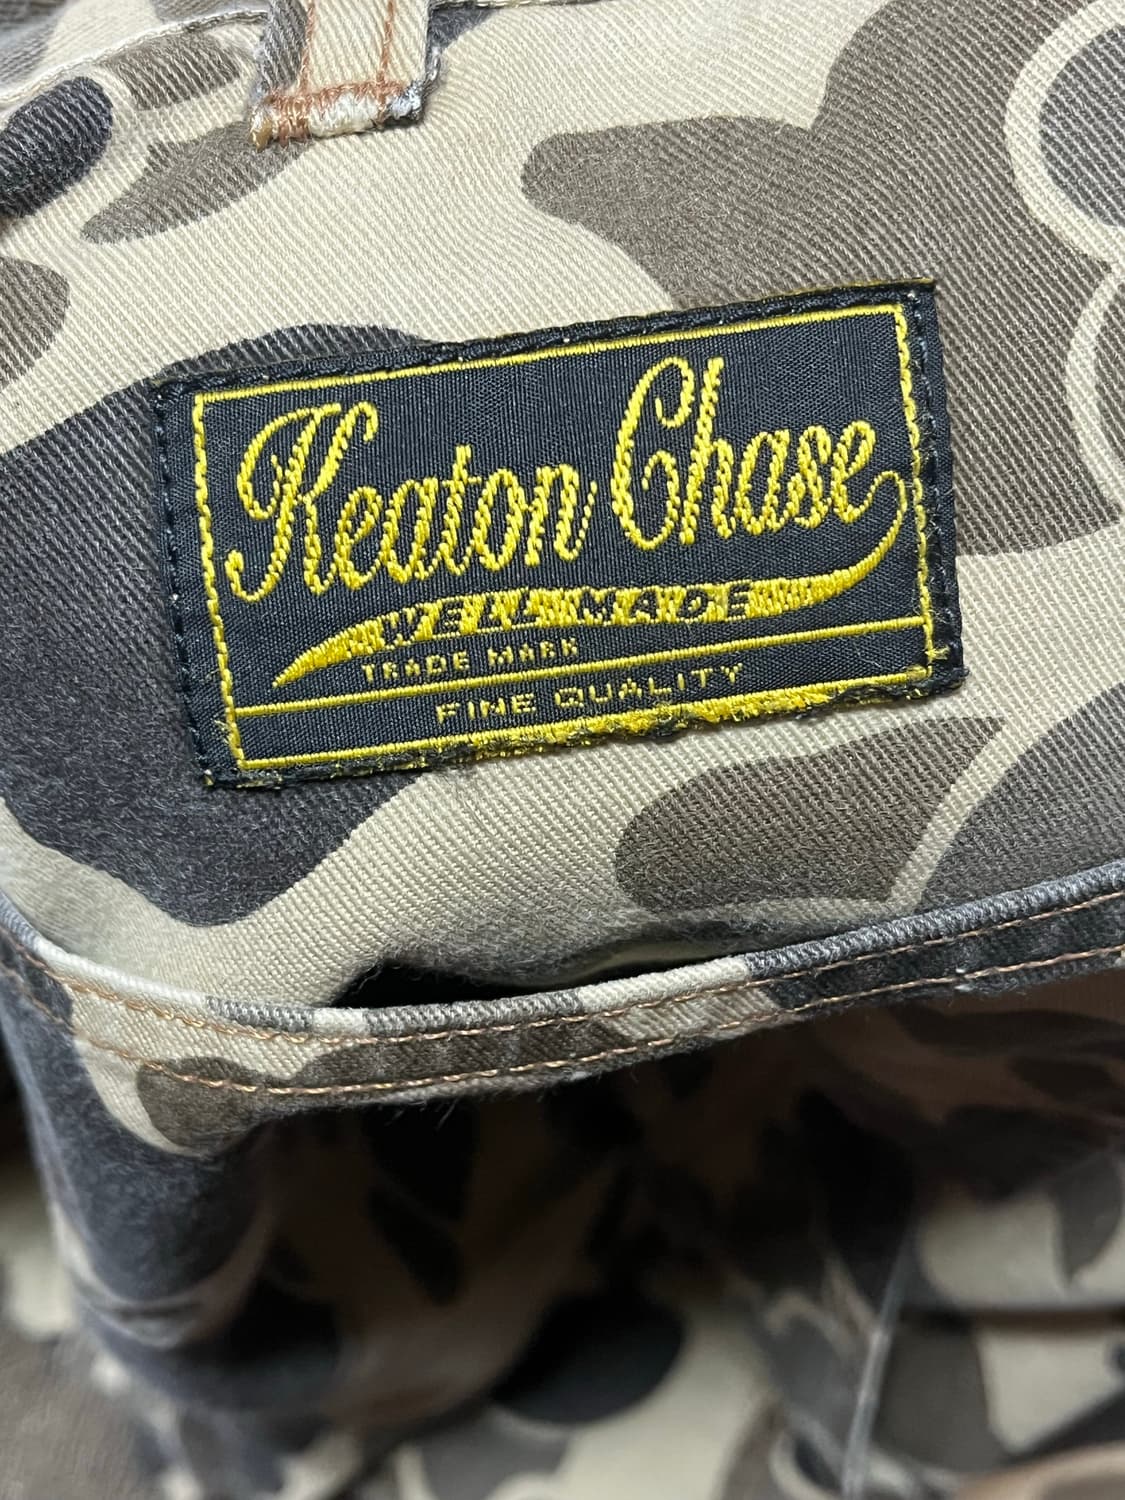 Keaton Chase
WELL MADE
TRADE MARK
FINE QUALITY